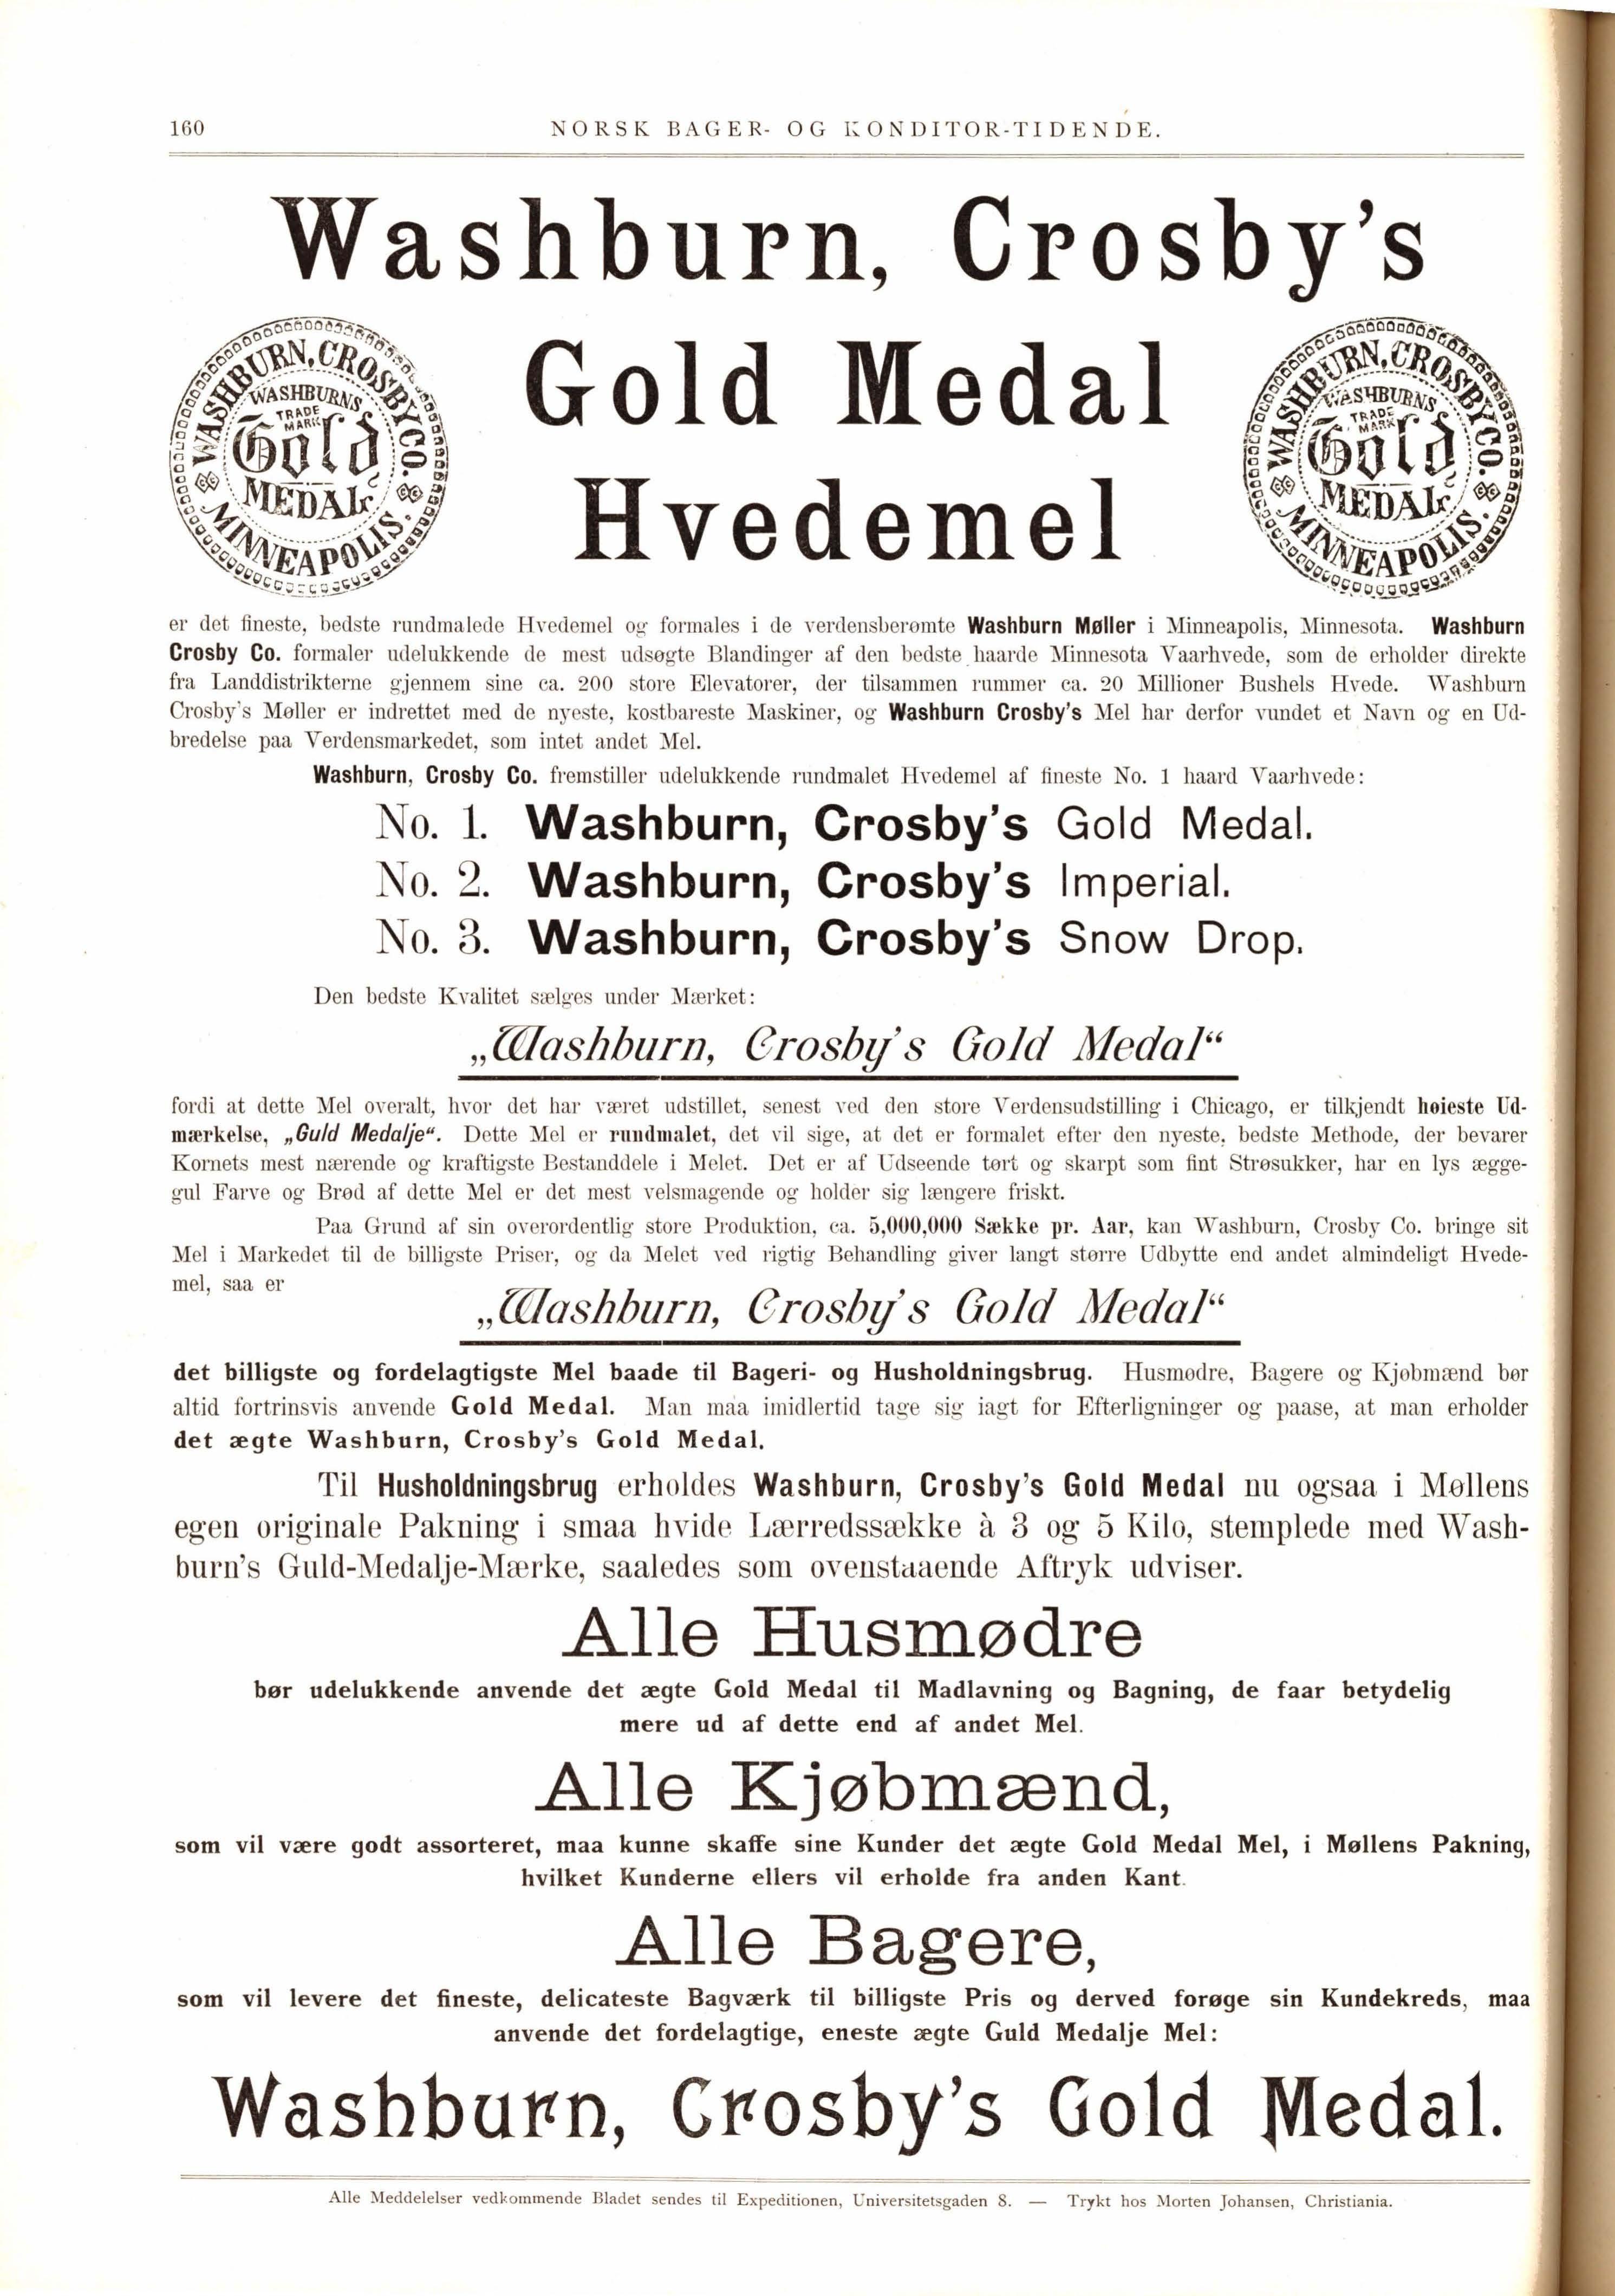 160
NORSK BAGER- OG KONDITOR-TIDENDE.
Washburn, Crosby's
WASHBURN, CROSBY CO.
WASHBURNS
TRADE
MARK
Gold
MEDAL
MINNEAPOLIS.
Gold Medal
Hvedemel
WASHBURN, CROSBY CO.
WASHBURNS
TRADE
MARK
Gold
MEDAL
MINNEAPOLIS.
er det fineste, bedste rundmalede Hvedemel og formales i de verdensberømte Washburn Møller i Minneapolis, Minnesota. Washburn
Crosby Co. formaler udelukkende de mest udsøgte Blandinger af den bedste haarde Minnesota Vaarhvede, som de erholder direkte
fra Landdistrikterne gjennem sine ca. 200 store Elevatorer, der tilsammen rummer ca. 20 Millioner Bushels Hvede. Washburn
Crosby's Møller er indrettet med de nyeste, kostbareste Maskiner, og Washburn Crosby's Mel har derfor vundet et Navn og en Ud-
bredelse paa Verdensmarkedet, som intet andet Mel.
Washburn, Crosby Co. fremstiller udelukkende rundmalet Hvedemel af fineste No. 1 haard Vaarhvede:
No. 1. Washburn, Crosby's Gold Medal.
No. 2. Washburn, Crosby's Imperial.
No. 3. Washburn, Crosby's Snow Drop.
Den bedste Kvalitet sælges under Mærket:
„Washburn, Crosby's Gold Medal“
fordi at dette Mel overalt, hvor det har været udstillet, senest ved den store Verdensudstilling i Chicago, er tilkjendt høieste Ud-
mærkelse, „Guld Medalje“. Dette Mel er rundmalet, det vil sige, at det er formalet efter den nyeste, bedste Methode, der bevarer
Kornets mest nærende og kraftigste Bestanddele i Melet. Det er af Udseende tørt og skarpt som fint Strøsukker, har en lys ægge-
gul Farve og Brød af dette Mel er det mest velsmagende og holder sig længere friskt.
Paa Grund af sin overordentlig store Produktion, ca. 5,000,000 Sække pr. Aar, kan Washburn, Crosby Co. bringe sit
Mel i Markedet til de billigste Priser, og da Melet ved rigtig Behandling giver langt større Udbytte end andet almindeligt Hvede-
mel, saa er
„Washburn, Crosby's Gold Medal“
det billigste og fordelagtigste Mel baade til Bageri- og Husholdningsbrug. Husmødre, Bagere og Kjøbmænd bør
altid fortrinsvis anvende Gold Medal. Man maa imidlertid tage sig iagt for Efterligninger og paase, at man erholder
det ægte Washburn, Crosby's Gold Medal.
Til Husholdningsbrug erholdes Washburn, Crosby's Gold Medal nu ogsaa i Møllens
egen originale Pakning i smaa hvide Lærredssække à 3 og 5 Kilo, stemplede med Wash-
burn's Guld-Medalje-Mærke, saaledes som ovenstaaende Aftryk udviser.
Alle Husmødre
bør udelukkende anvende det ægte Gold Medal til Madlavning og Bagning, de faar betydelig
mere ud af dette end af andet Mel.
Alle Kjøbmænd,
som vil være godt assorteret, maa kunne skaffe sine Kunder det ægte Gold Medal Mel, i Møllens Pakning,
hvilket Kunderne ellers vil erholde fra anden Kant.
Alle Bagere,
som vil levere det fineste, delicateste Bagværk til billigste Pris og derved forøge sin Kundekreds, maa
anvende det fordelagtige, eneste ægte Guld Medalje Mel:
Washburn, Crosby's Gold Medal.
Alle Meddelelser vedkommende Bladet sendes til Expeditionen, Universitetsgaden 8. — Trykt hos Morten Johansen, Christiania.